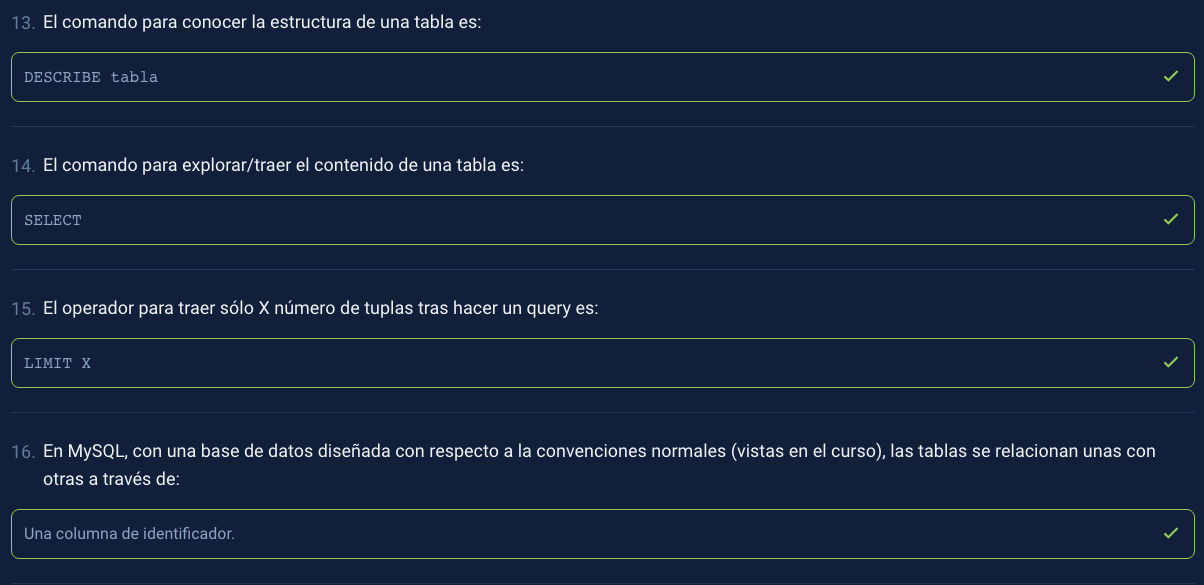 13. El comando para conocer la estructura de una tabla es:
DESCRIBE tabla
14. El comando para explorar/traer el contenido de una tabla es:
SELECT
15. El operador para traer sólo X número de tuplas tras hacer un query es:
LIMIT X
16. En MySQL, con una base de datos diseñada con respecto a la convenciones normales (vistas en el curso), las tablas se relacionan unas con
otras a través de:
Una columna de identificador.